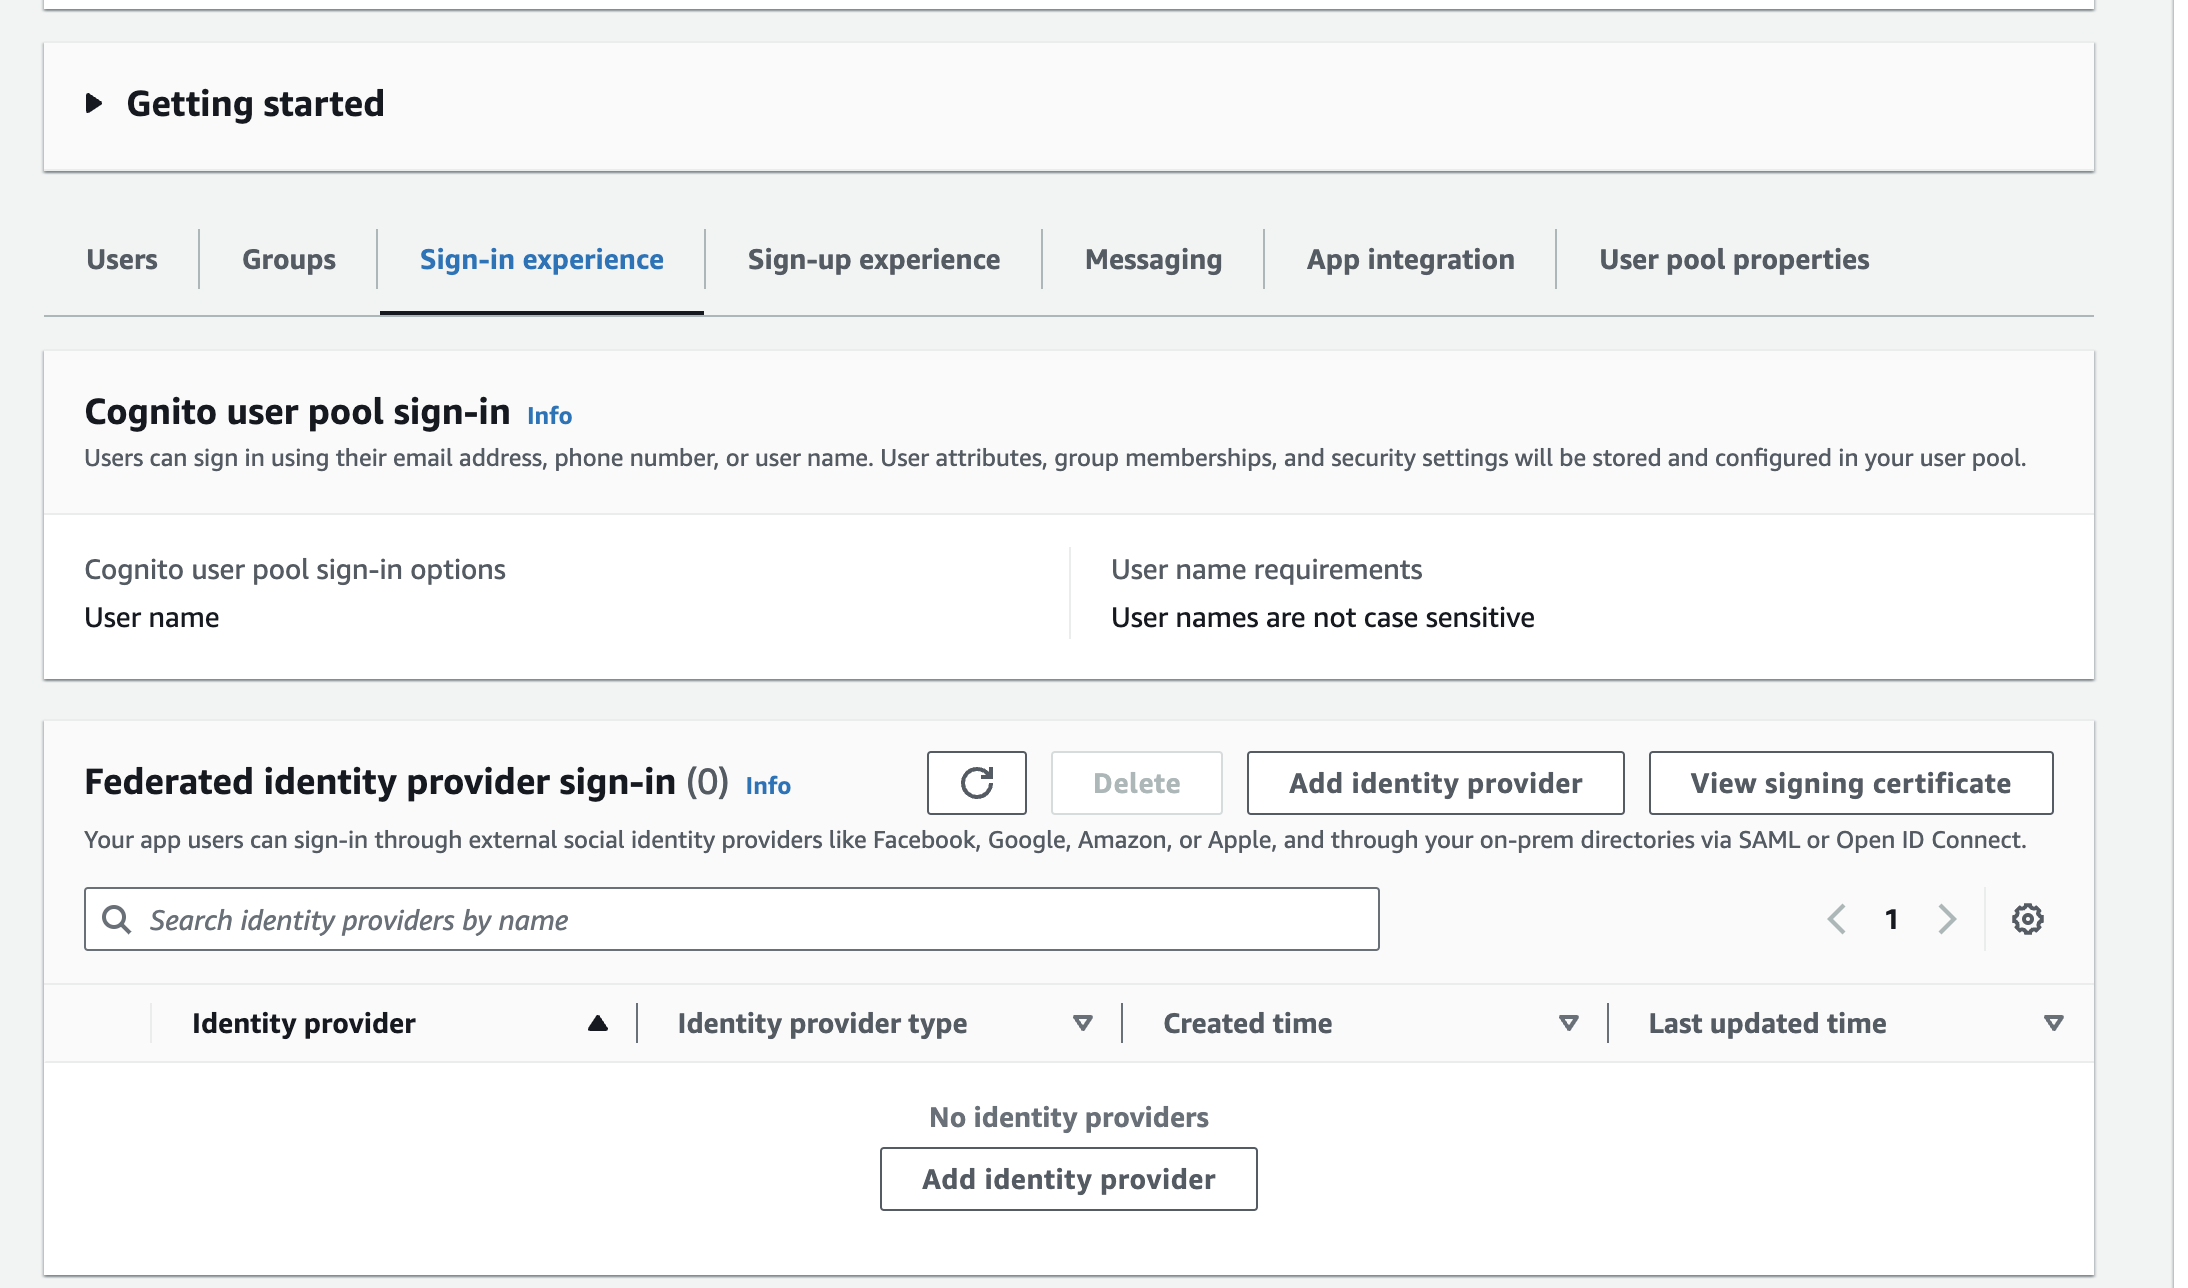 Getting started
Users
Groups
Sign-in experience
Sign-up experience
Messaging
App integration
User pool properties
Cognito user pool sign-in Info
Users can sign in using their email address, phone number, or user name. User attributes, group memberships, and security settings will be stored and configured in your user pool.
Cognito user pool sign-in options
User name
User name requirements
User names are not case sensitive
Federated identity provider sign-in (0) Info
Delete
Add identity provider
View signing certificate
Your app users can sign-in through external social identity providers like Facebook, Google, Amazon, or Apple, and through your on-prem directories via SAML or Open ID Connect.
Search identity providers by name
1
Identity provider
Identity provider type
Created time
Last updated time
No identity providers
Add identity provider